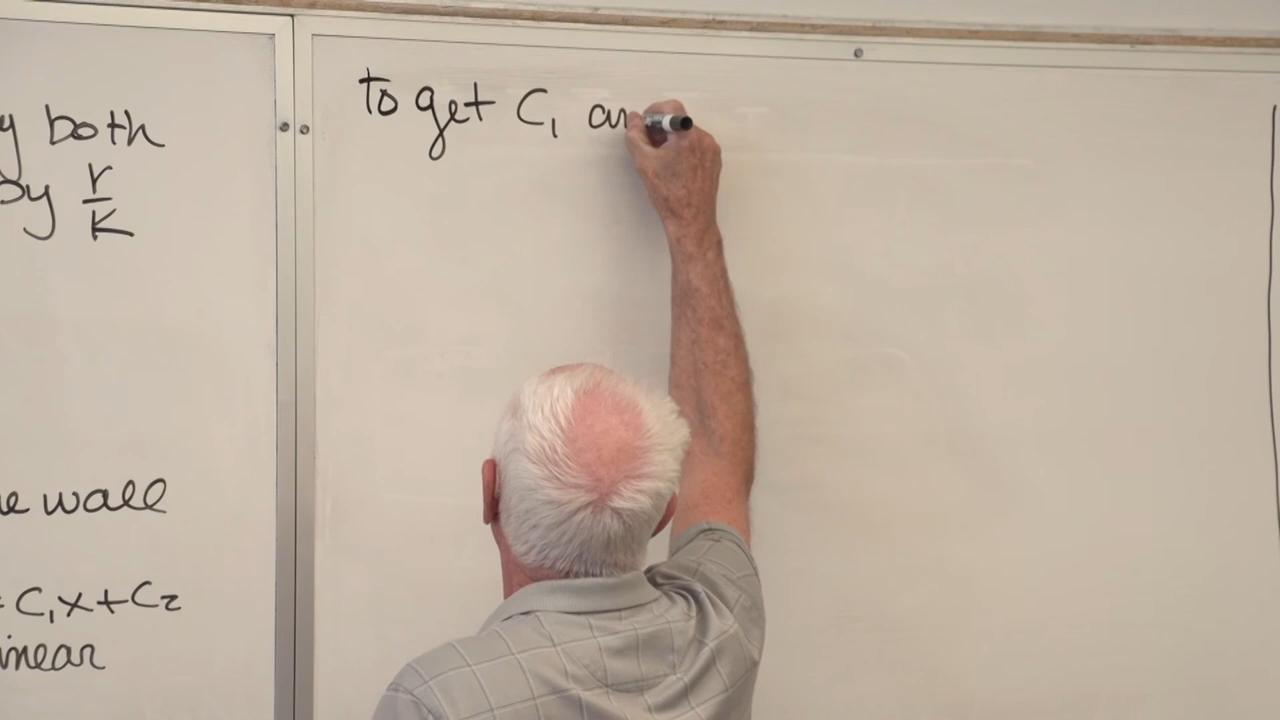 y both
by r/K
e wall
= C₁x+C₂
inear
to get C₁ an